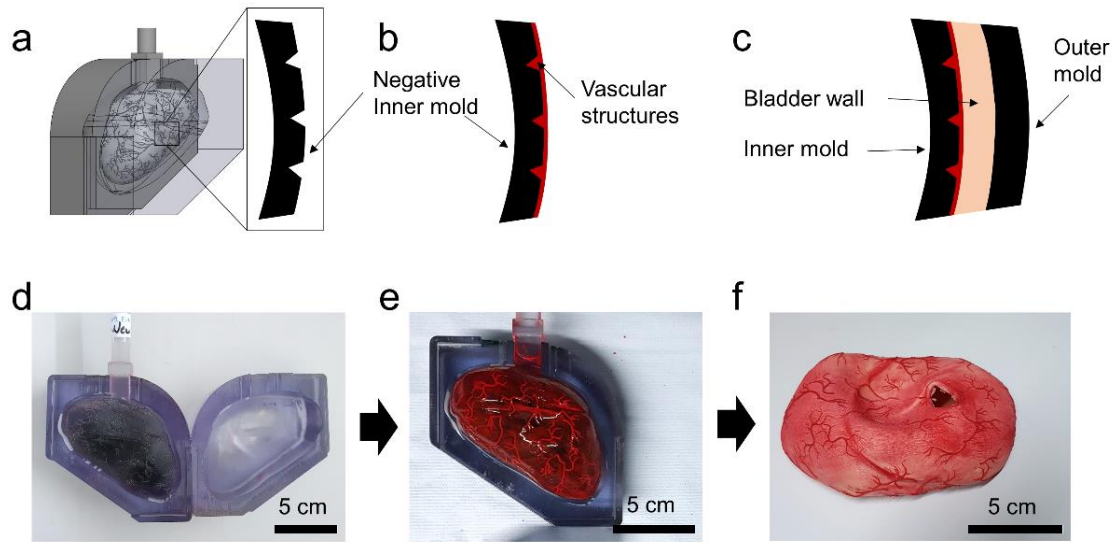 a
b
c
Negative
Inner mold
Vascular
structures
Bladder wall
Inner mold
Outer
mold
d
e
f
5 cm
5 cm
5 cm